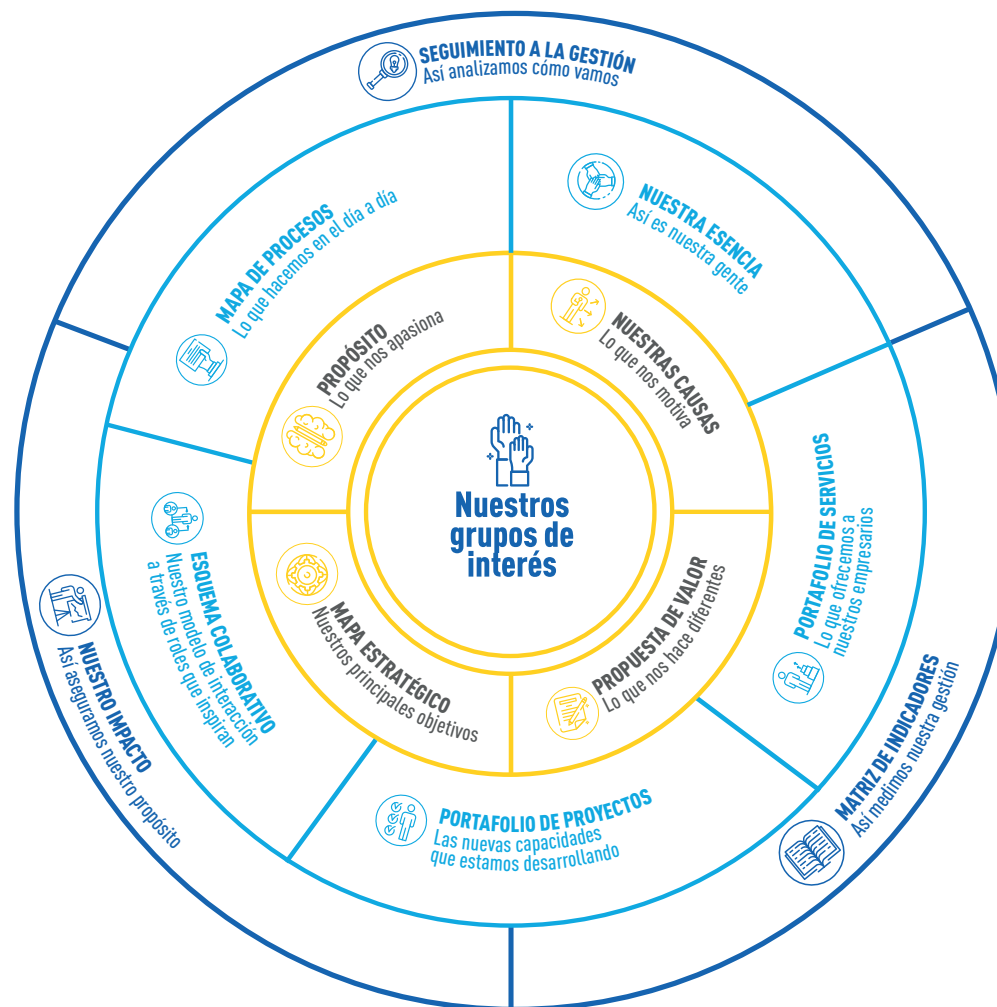 SEGUIMIENTO A LA GESTIÓN
Así analizamos cómo vamos
MAPA DE PROCESOS
Lo que hacemos en el día a día
NUESTRA ESENCIA
Así es nuestra gente
PROPÓSITO
Lo que nos apasiona
NUESTRAS CAUSAS
Lo que nos motiva
Nuestros
grupos de
interés
PORTAFOLIO DE SERVICIOS
Lo que ofrecemos a
nuestros empresarios
ESQUEMA COLABORATIVO
Nuestro modelo de interacción
a través de roles que inspiran
MAPA ESTRATÉGICO
Nuestros principales objetivos
PROPUESTA DE VALOR
Lo que nos hace diferentes
NUESTRO IMPACTO
Así aseguramos nuestro propósito
MATRIZ DE INDICADORES
Así medimos nuestra gestión
PORTAFOLIO DE PROYECTOS
Las nuevas capacidades
que estamos desarrollando